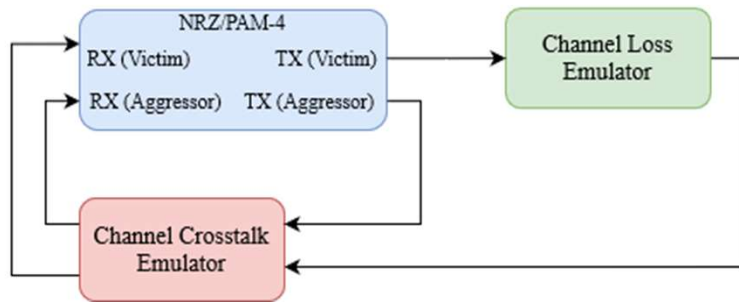 NRZ/PAM-4
RX (Victim) TX (Victim)
RX (Aggressor) TX (Aggressor)
Channel Loss
Emulator
Channel Crosstalk
Emulator